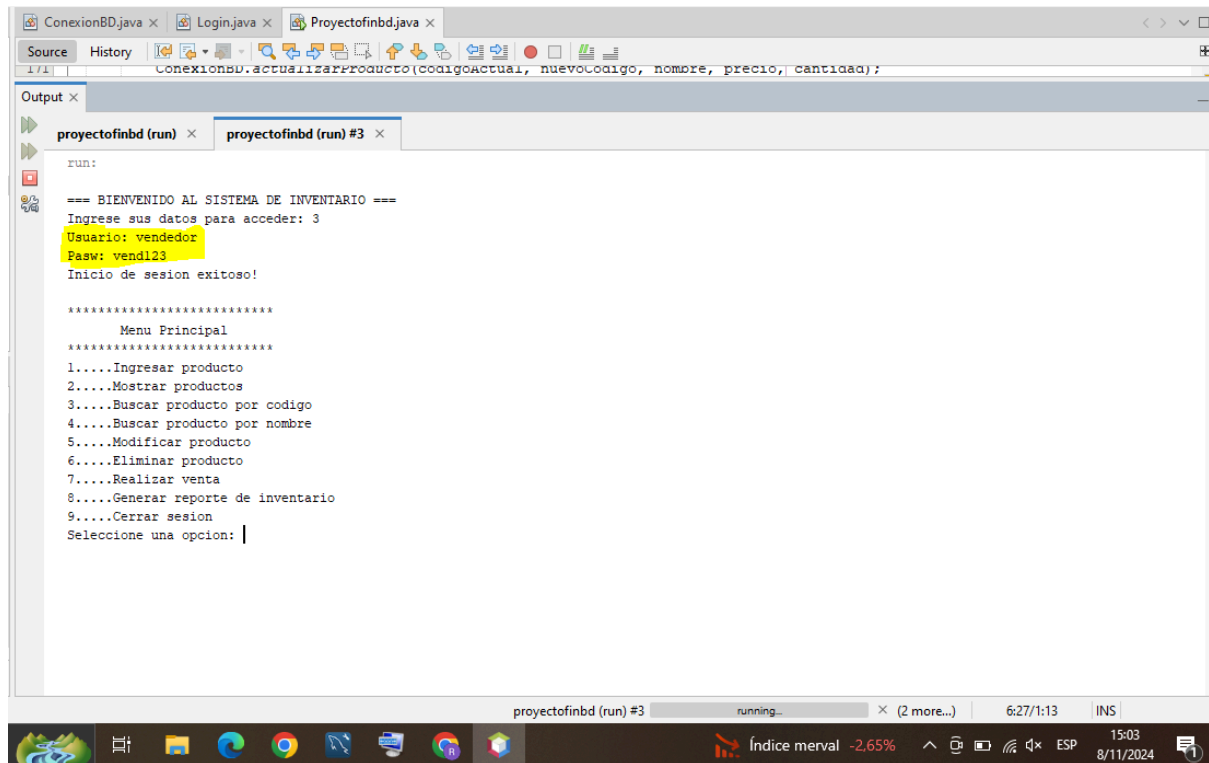 ConexionBD.java × Login.java × Proyectofinbd.java ×
Source History
171 ConexionBD.actualizarProducto(codigoActual, nuevoCodigo, nombre, precio, cantidad);
Output ×
proyectofinbd (run) × proyectofinbd (run) #3 ×
run:
=== BIENVENIDO AL SISTEMA DE INVENTARIO ===
Ingrese sus datos para acceder: 3
Usuario: vendedor
Pasw: vend123
Inicio de sesion exitoso!
***************************
Menu Principal
***************************
1.....Ingresar producto
2.....Mostrar productos
3.....Buscar producto por codigo
4.....Buscar producto por nombre
5.....Modificar producto
6.....Eliminar producto
7.....Realizar venta
8.....Generar reporte de inventario
9.....Cerrar sesion
Seleccione una opcion:
proyectofinbd (run) #3 running... × (2 more...) 6:27/1:13 INS
Índice merval -2,65% ESP 15:03
8/11/2024